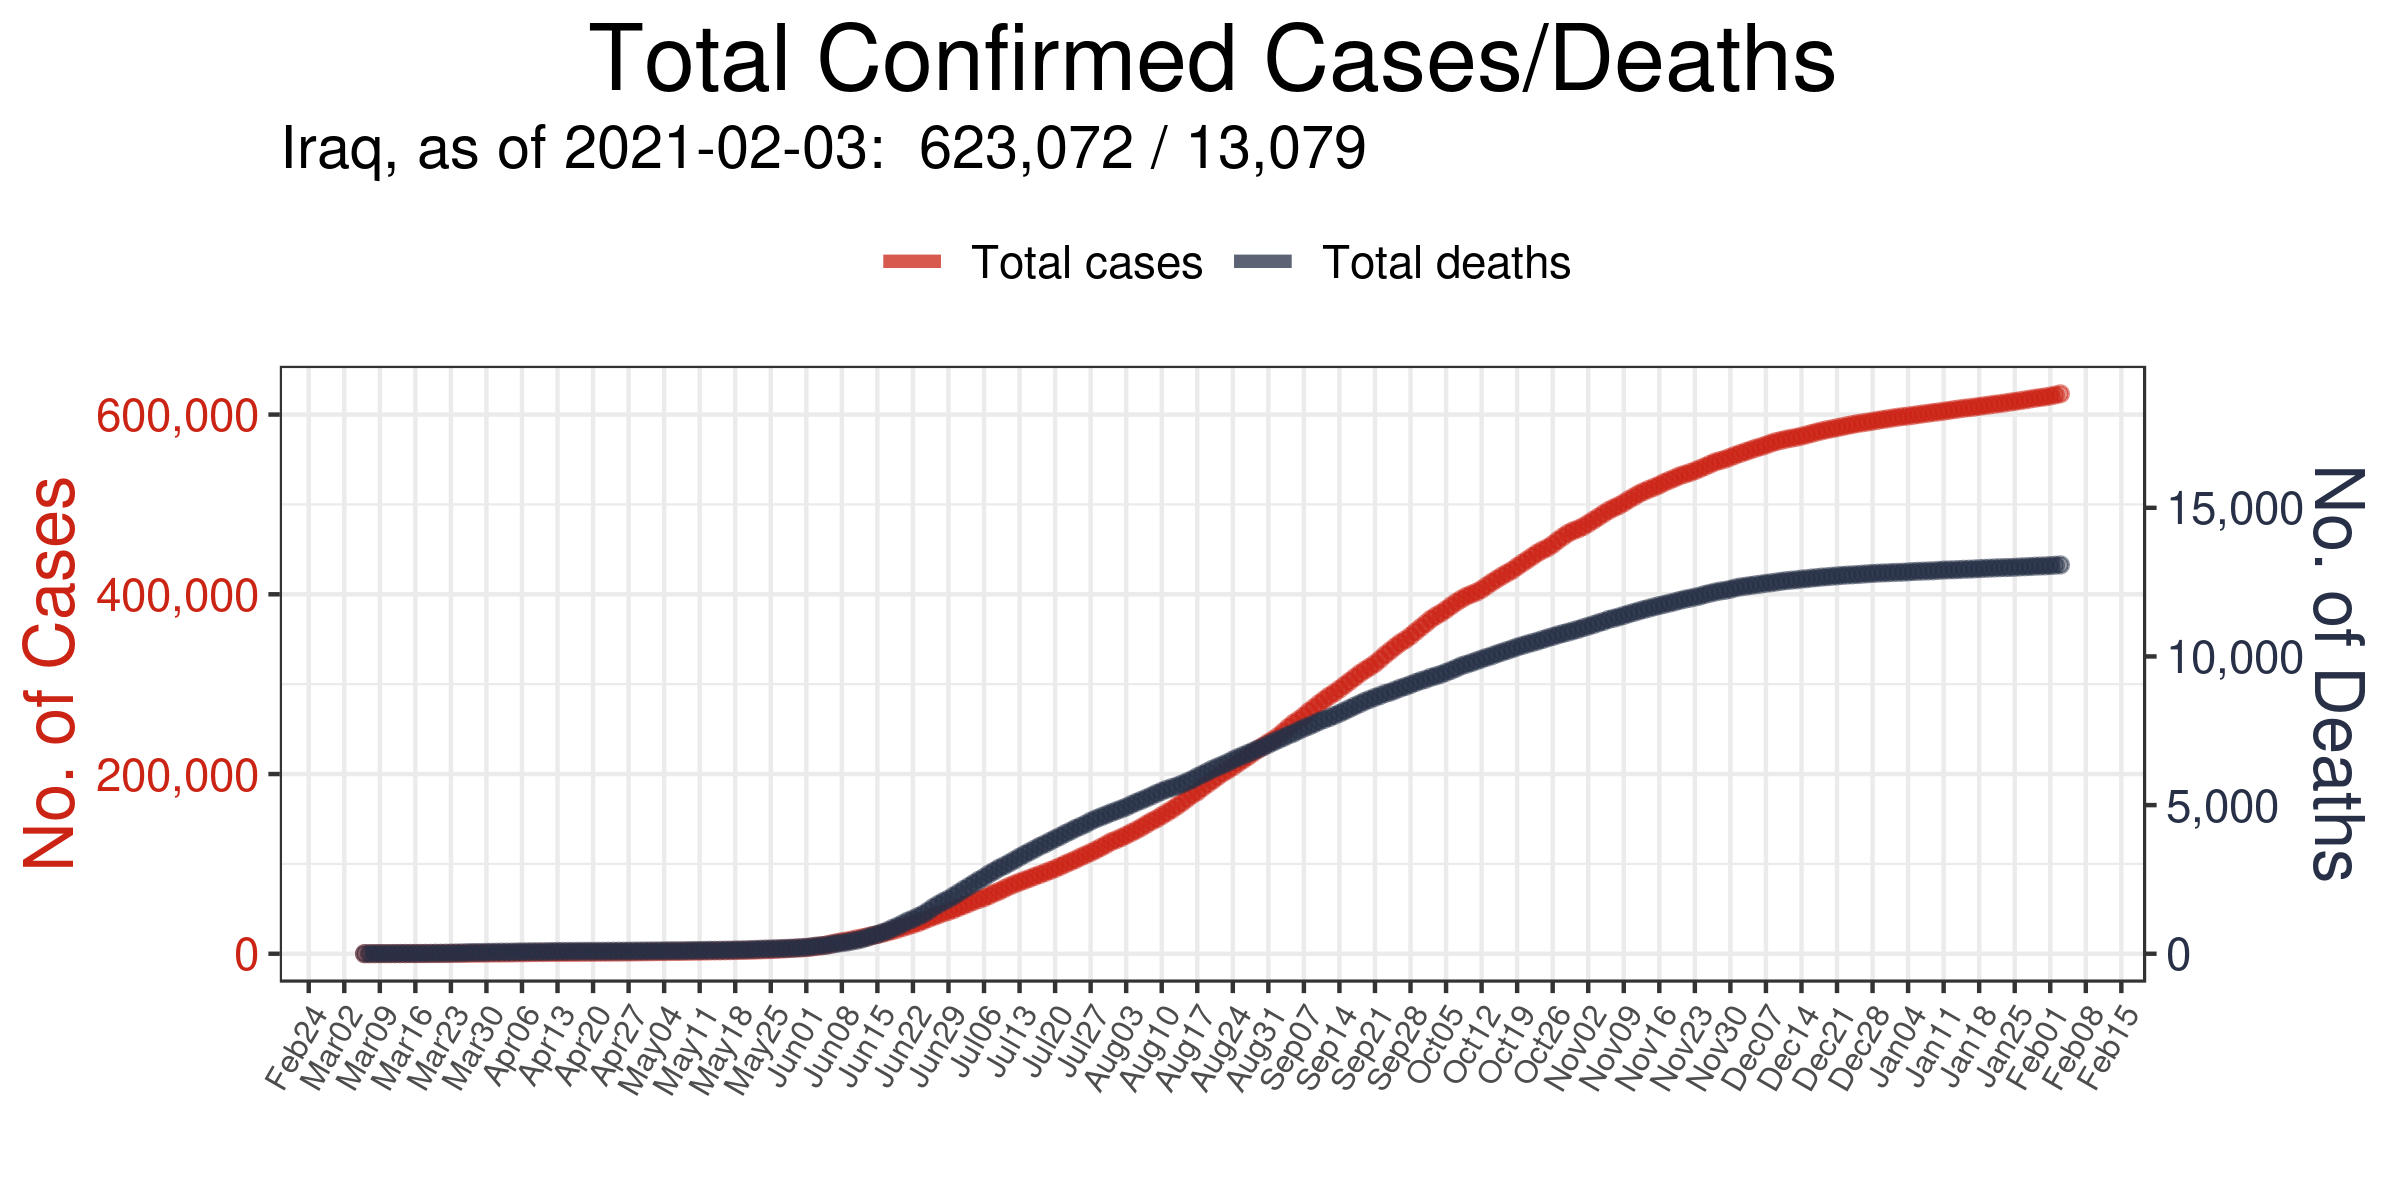 Total Confirmed Cases/Deaths
Iraq, as of 2021-02-03:  623,072 / 13,079
Total cases
Total deaths
No. of Cases
600,000
400,000
200,000
0
15,000
10,000
5,000
0
No. of Deaths
Feb24
Mar02
Mar09
Mar16
Mar23
Mar30
Apr06
Apr13
Apr20
Apr27
May04
May11
May18
May25
Jun01
Jun08
Jun15
Jun22
Jun29
Jul06
Jul13
Jul20
Jul27
Aug03
Aug10
Aug17
Aug24
Aug31
Sep07
Sep14
Sep21
Sep28
Oct05
Oct12
Oct19
Oct26
Nov02
Nov09
Nov16
Nov23
Nov30
Dec07
Dec14
Dec21
Dec28
Jan04
Jan11
Jan18
Jan25
Feb01
Feb08
Feb15